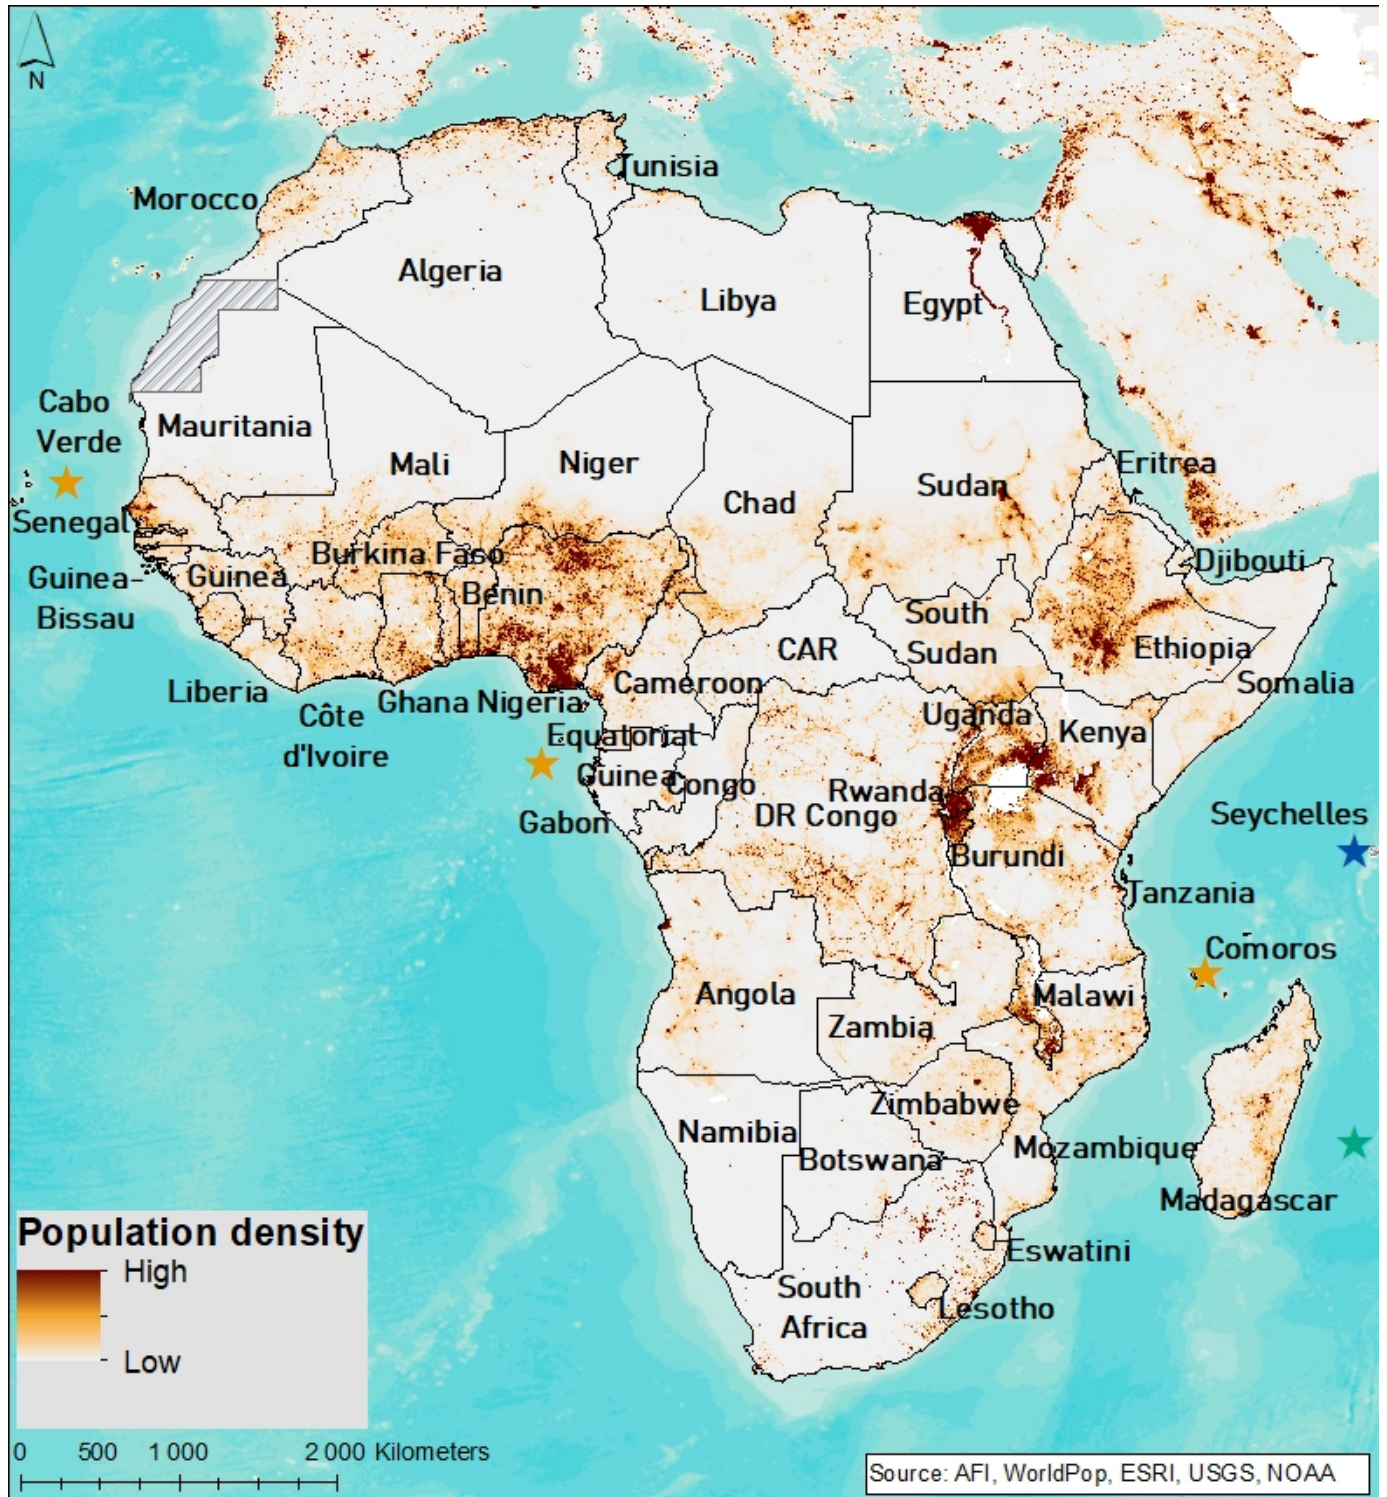 N
Tunisia
Morocco
Algeria
Libya
Egypt
Cabo
Verde
Mauritania
Mali
Niger
Chad
Sudan
Eritrea
Senegal
Burkina Faso
Djibouti
Guinea-
Bissau
Guinea
Benin
South
Sudan
CAR
Ethiopia
Liberia
Ghana
Nigeria
Cameroon
Somalia
Côte
d'Ivoire
Equatorial
Guinea
Uganda
Kenya
Congo
Rwanda
DR Congo
Gabon
Seychelles
Burundi
Tanzania
Comoros
Angola
Malawi
Zambia
Zimbabwe
Namibia
Botswana
Mozambique
Madagascar
Eswatini
South
Africa
Lesotho
Population density
High
Low
0 500 1 000 2 000 Kilometers
Source: AFI, WorldPop, ESRI, USGS, NOAA